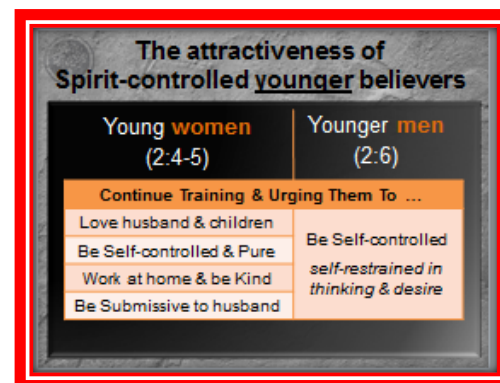 The attractiveness of
Spirit-controlled younger believers
Young women
(2:4-5)
Younger men
(2:6)
Continue Training & Urging Them To ...
Love husband & children
Be Self-controlled & Pure
Work at home & be Kind
Be Submissive to husband
Be Self-controlled
self-restrained in
thinking & desire